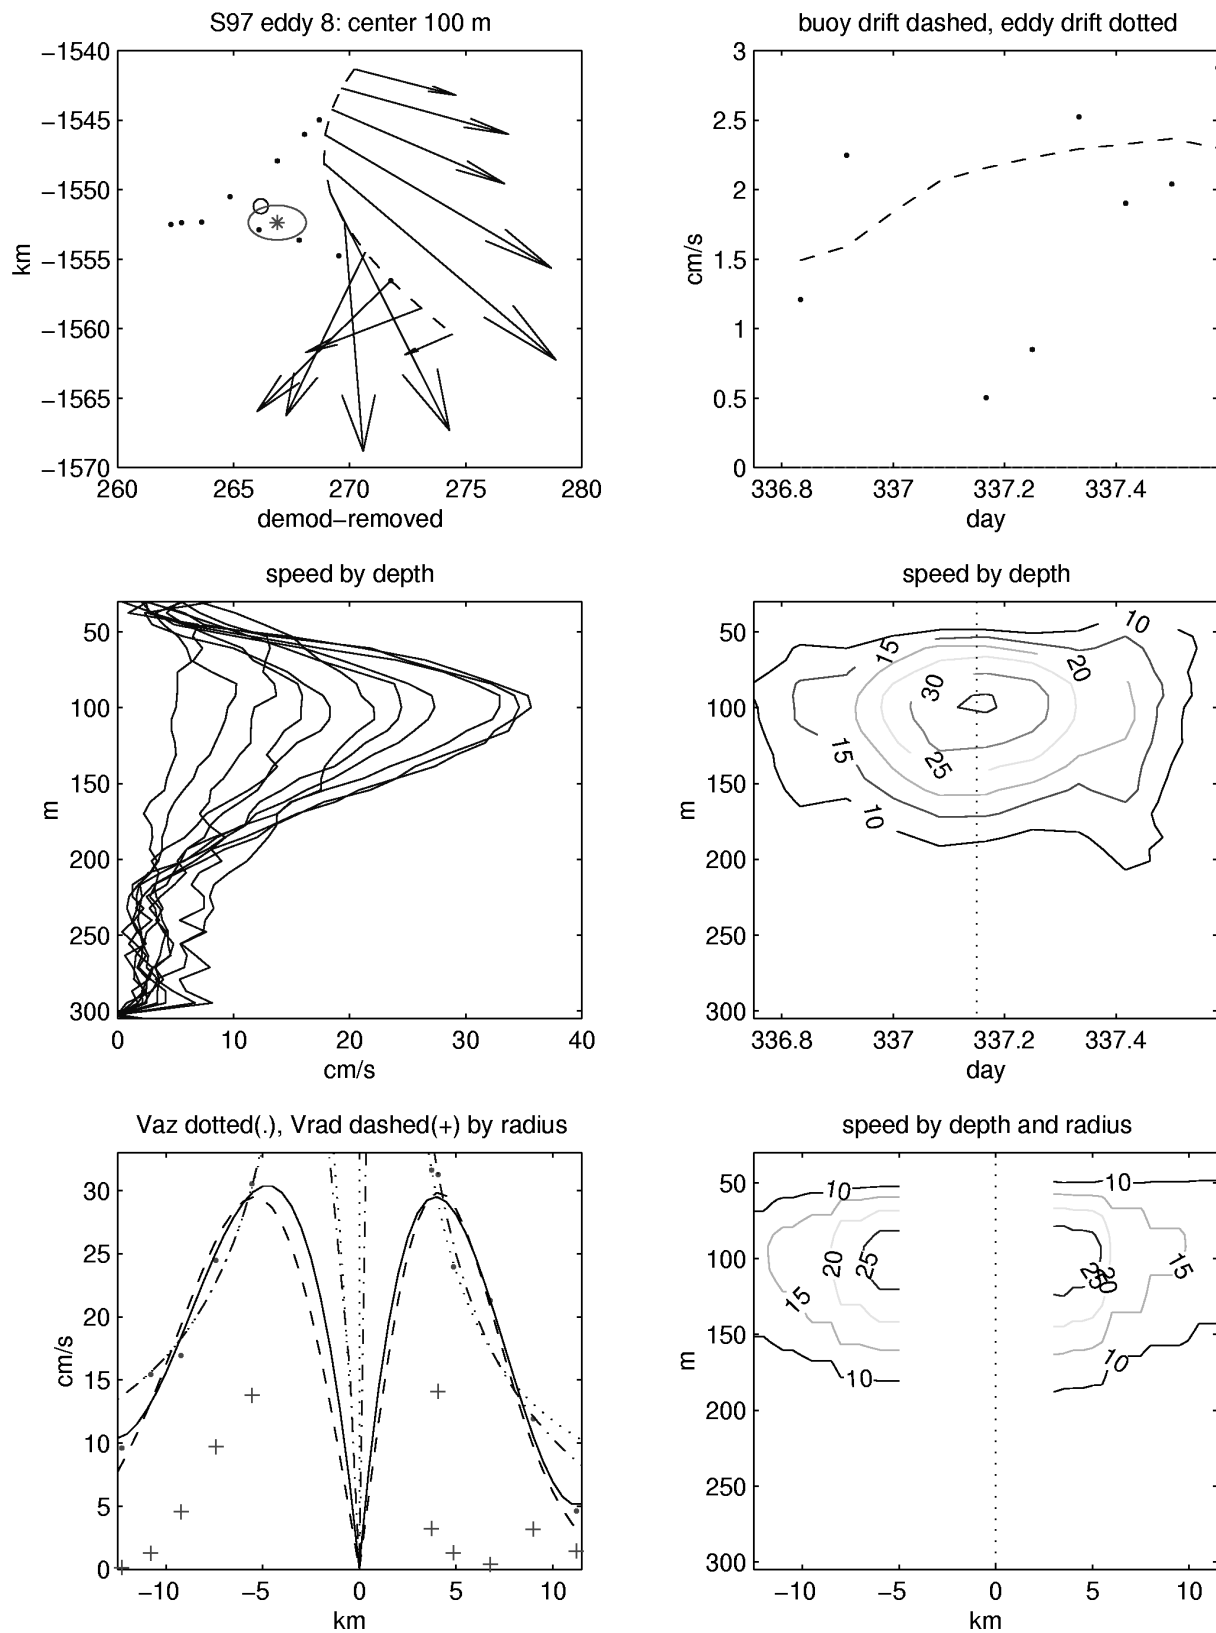 S97 eddy 8: center 100 m
−1540
−1545
−1550
−1555
−1560
−1565
−1570
km
260 265 270 275 280
demod−removed
buoy drift dashed, eddy drift dotted
3
2.5
2
1.5
1
0.5
0
cm/s
336.8 337 337.2 337.4
day
speed by depth
50
100
150
200
250
300
m
0 10 20 30 40
cm/s
speed by depth
50
100
150
200
250
300
m
10
15
20
30
15
25
10
336.8 337 337.2 337.4
day
Vaz dotted(.), Vrad dashed(+) by radius
30
25
20
15
10
5
0
cm/s
−10 −5 0 5 10
km
speed by depth and radius
50
100
150
200
250
300
m
10 10
20 25 25 20 15
15
10 10
−10 −5 0 5 10
km